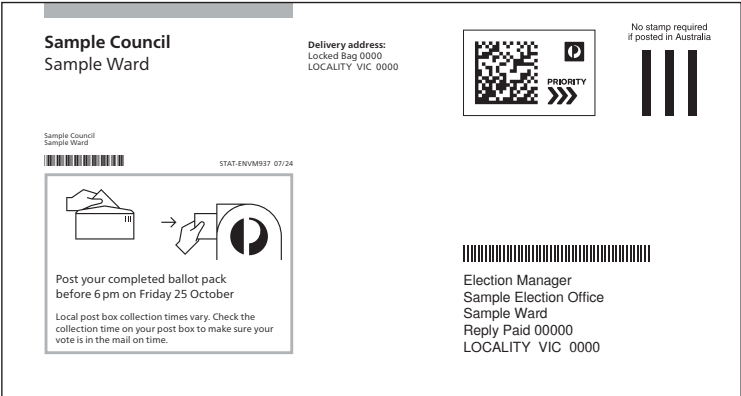 Sample Council
Sample Ward
Delivery address:
Locked Bag 0000
LOCALITY VIC 0000
PRIORITY
No stamp required
if posted in Australia
Sample Council
Sample Ward
STAT-ENVM937 07/24
Post your completed ballot pack
before 6 pm on Friday 25 October
Local post box collection times vary. Check the
collection time on your post box to make sure your
vote is in the mail on time.
Election Manager
Sample Election Office
Sample Ward
Reply Paid 00000
LOCALITY VIC 0000